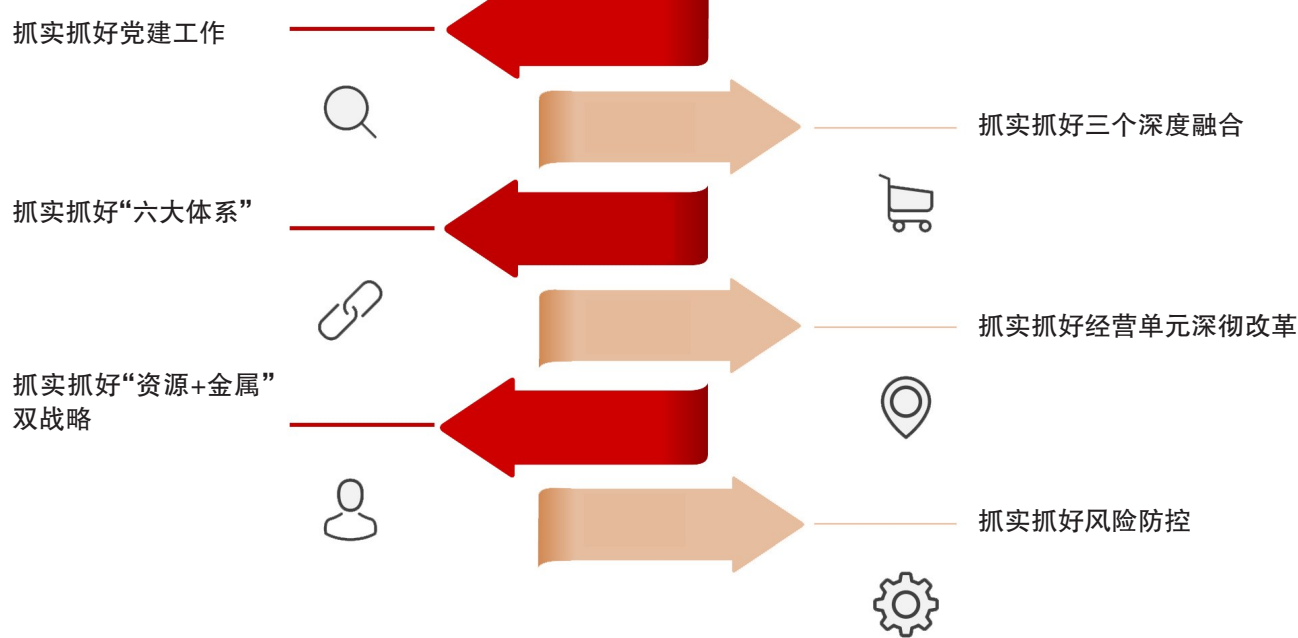 抓实抓好党建工作
抓实抓好三个深度融合
抓实抓好“六大体系”
抓实抓好经营单元深彻改革
抓实抓好“资源+金属”
双战略
抓实抓好风险防控